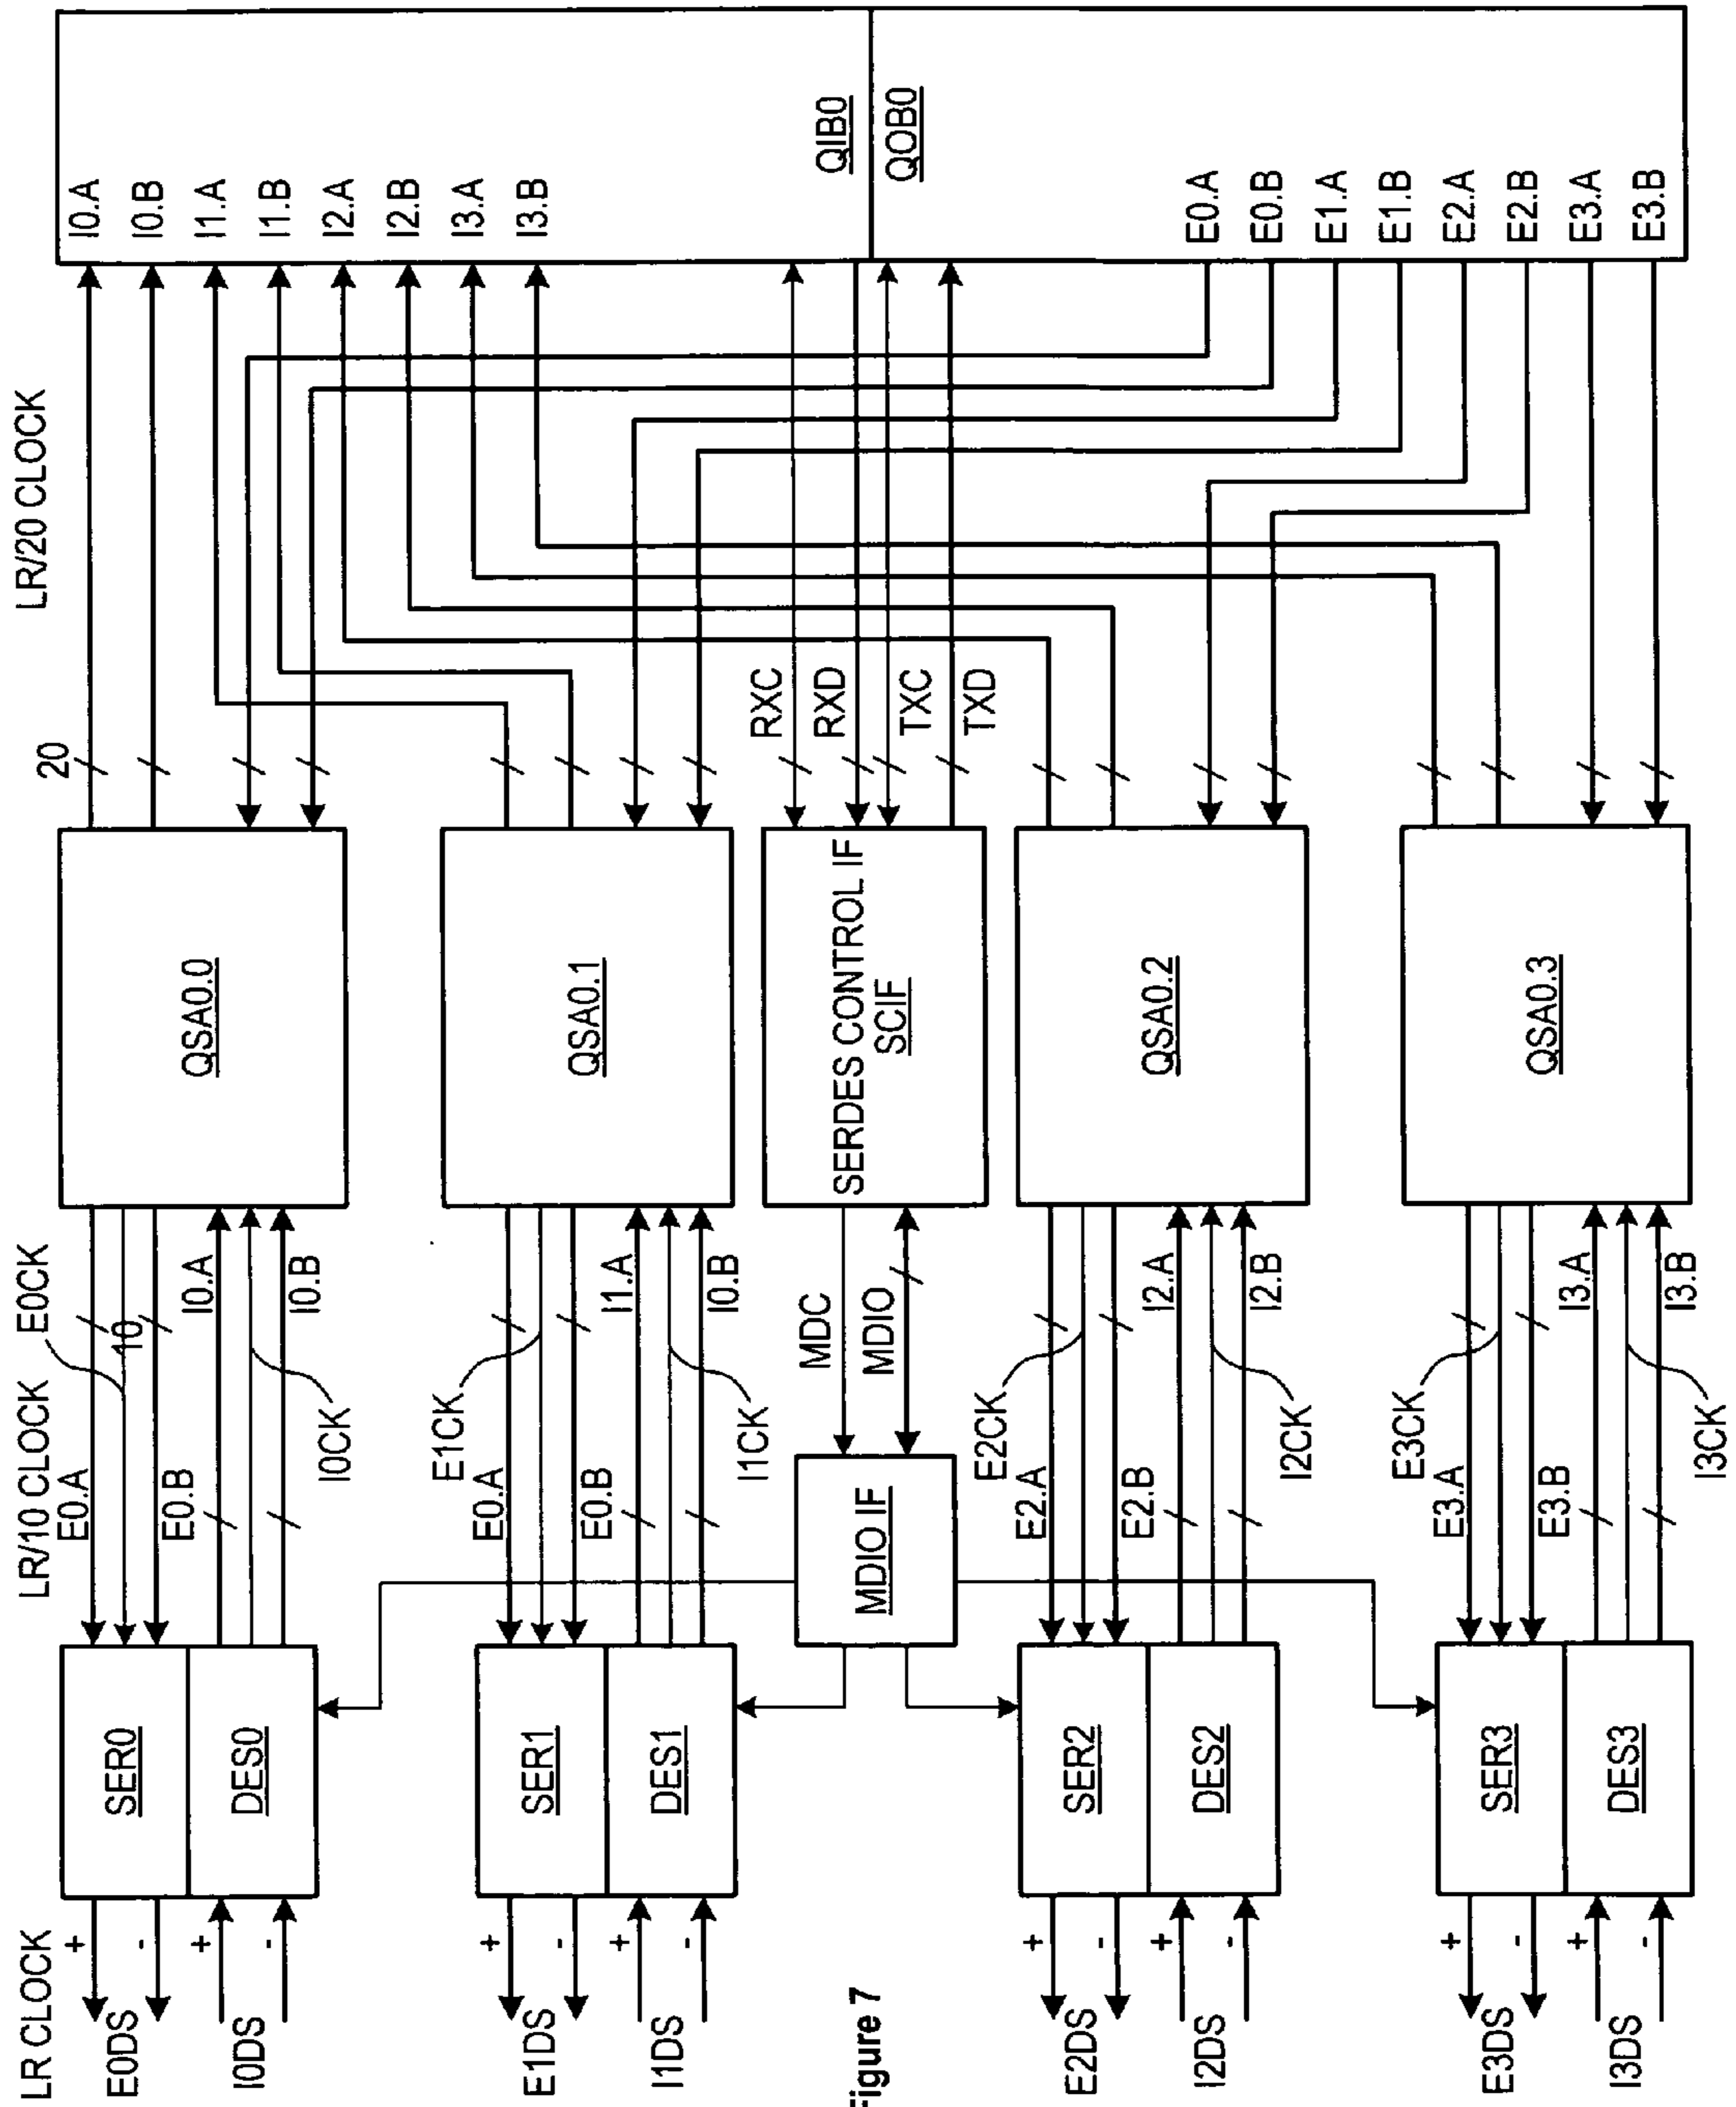 LR CLOCK
LR/10 CLOCK
LR/20 CLOCK
E0DS
+
-
I0DS
+
-
SER0
DES0
E0.A
E0CK
10
E0.B
I0.A
I0CK
I0.B
QSA0.0
20
I0.A
I0.B
I1.A
I1.B
I2.A
I2.B
I3.A
I3.B
QIB0
E1DS
+
-
I1DS
+
-
SER1
DES1
E1CK
E0.A
E0.B
I1.A
I1CK
I0.B
QSA0.1
MDIO IF
MDC
MDIO
SERDES CONTROL IF
SCIF
RXC
RXD
TXC
TXD
QOB0
E0.A
E0.B
E1.A
E1.B
E2.A
E2.B
E3.A
E3.B
E2DS
+
-
I2DS
+
-
SER2
DES2
E2CK
E2.A
E2.B
I2.A
I2CK
I2.B
QSA0.2
E3DS
+
-
I3DS
+
-
SER3
DES3
E3CK
E3.A
E3.B
I3.A
I3CK
I3.B
QSA0.3
Figure 7